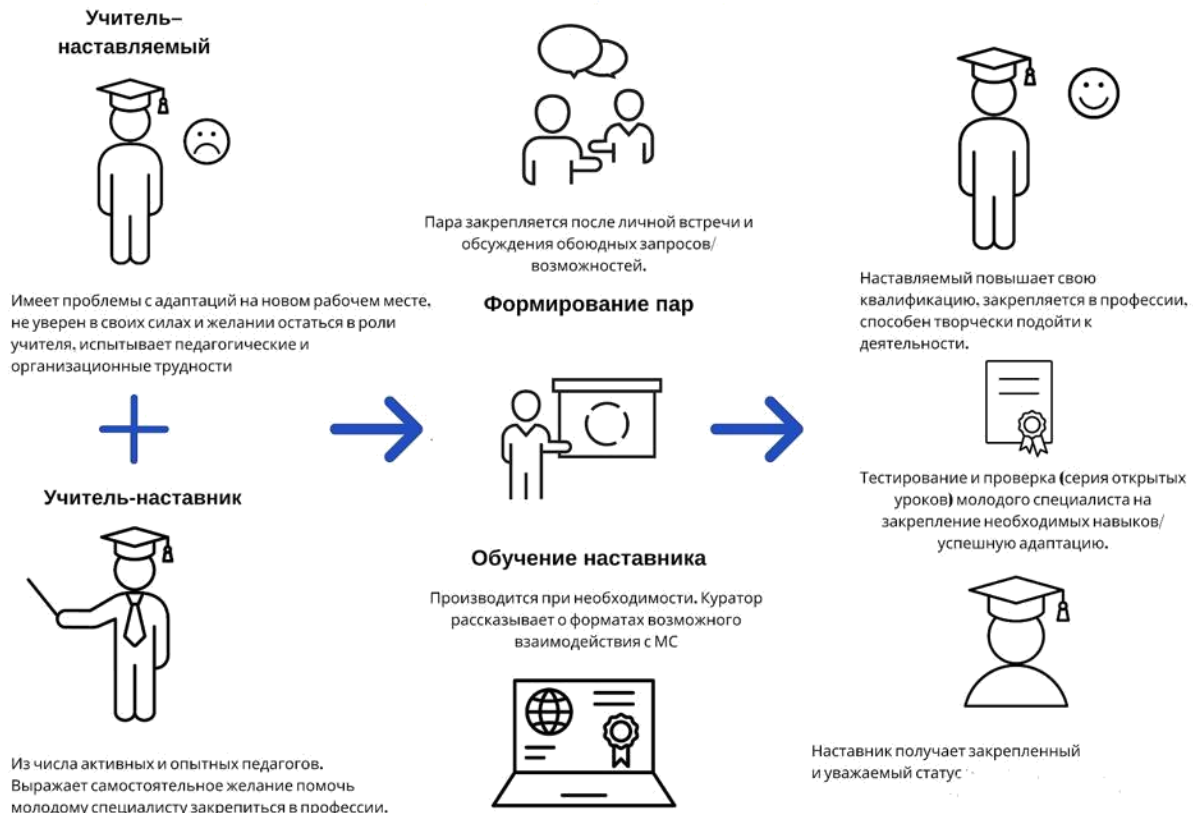 Учитель–
наставляемый
Имеет проблемы с адаптаций на новом рабочем месте,
не уверен в своих силах и желании остаться в роли
учителя, испытывает педагогические и
организационные трудности
Учитель-наставник
Из числа активных и опытных педагогов.
Выражает самостоятельное желание помочь
молодому специалисту закрепиться в профессии.
Пара закрепляется после личной встречи и
обсуждения обоюдных запросов/
возможностей.
Формирование пар
Обучение наставника
Производится при необходимости. Куратор
рассказывает о форматах возможного
взаимодействия с МС
Наставляемый повышает свою
квалификацию, закрепляется в профессии,
способен творчески подойти к
деятельности.
Тестирование и проверка (серия открытых
уроков) молодого специалиста на
закрепление необходимых навыков/
успешную адаптацию.
Наставник получает закрепленный
и уважаемый статус